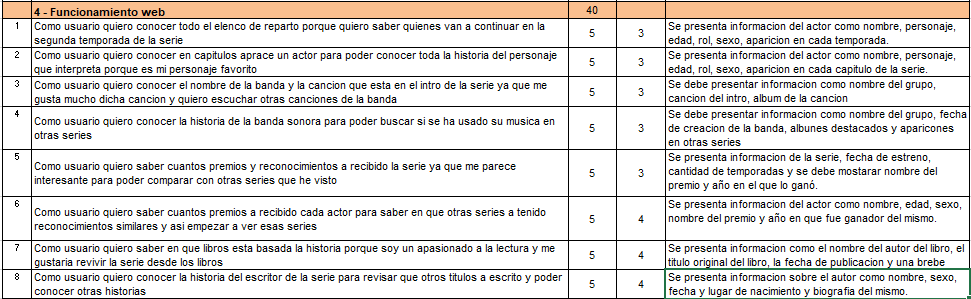 4 - Funcionamiento web 40
1 Como usuario quiero conocer todo el elenco de reparto porque quiero saber quienes van a continuar en la
segunda temporada de la serie
5 3
Se presenta informacion del actor como nombre, personaje,
edad, rol, sexo, aparicion en cada temporada.
2 Como usuario quiero conocer en capitulos aprace un actor para poder conocer toda la historia del personaje
que interpreta porque es mi personaje favorito
5 3
Se presenta informacion del actor como nombre, personaje,
edad, rol, sexo, aparicion en cada capitulo de la serie.
3 Como usuario quiero conocer el nombre de la banda y la cancion que esta en el intro de la serie ya que me
gusta mucho dicha cancion y quiero escuchar otras canciones de la banda
5 3
Se debe presentar informacion como nombre del grupo,
cancion del intro, album de la cancion
4 Como usuario quiero conocer la historia de la banda sonora para poder buscar si se ha usado su musica en
otras series
5 3
Se debe presentar informacion como nombre del grupo, fecha
de creacion de la banda, albunes destacados y aparicones
en otras series
5 Como usuario quiero saber cuantos premios y reconocimientos a recibido la serie ya que me parece
interesante para poder comparar con otras series que he visto
5 3
Se presenta informacion de la serie, fecha de estreno,
cantidad de temporadas y se debe mostarar nombre del
premio y año en el que lo ganó.
6 Como usuario quiero saber cuantos premios a recibido cada actor para saber en que otras series a tenido
reconocimientos similares y asi empezar a ver esas series
5 4
Se presenta informacion del actor como nombre, edad, sexo,
nombre del premio y año en que fue ganador del mismo.
7 Como usuario quiero saber en que libros esta basada la historia porque soy un apasionado a la lectura y me
gustaria revivir la serie desde los libros
5 4
Se presenta informacion como el nombre del autor del libro, el
titulo original del libro, la fecha de publicacion y una brebe
8 Como usuario quiero conocer la historia del escritor de la serie para revisar que otros titulos a escrito y poder
conocer otras historias
5 4
Se presenta informacion sobre el autor como nombre, sexo,
fecha y lugar de nacimiento y biografia del mismo.